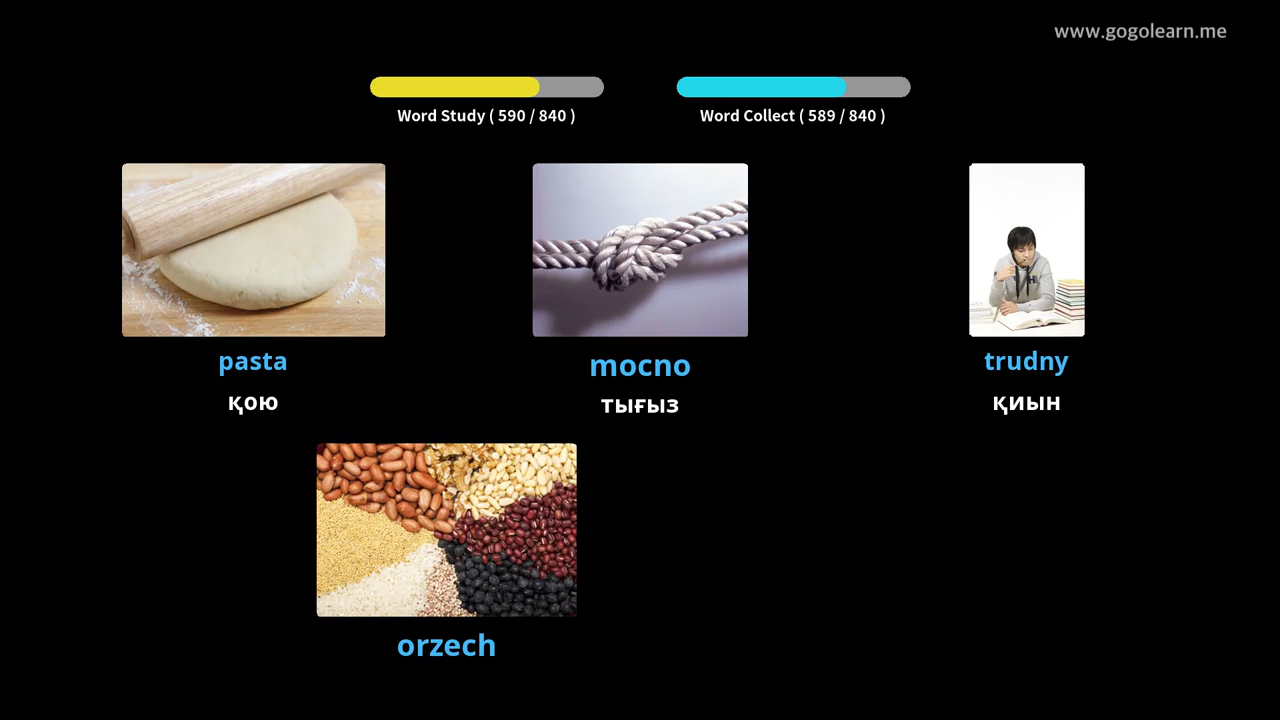 www.gogolearn.me
Word Study ( 590 / 840 )
Word Collect ( 589 / 840 )
pasta
mocno
trudny
қою
тығыз
қиын
orzech